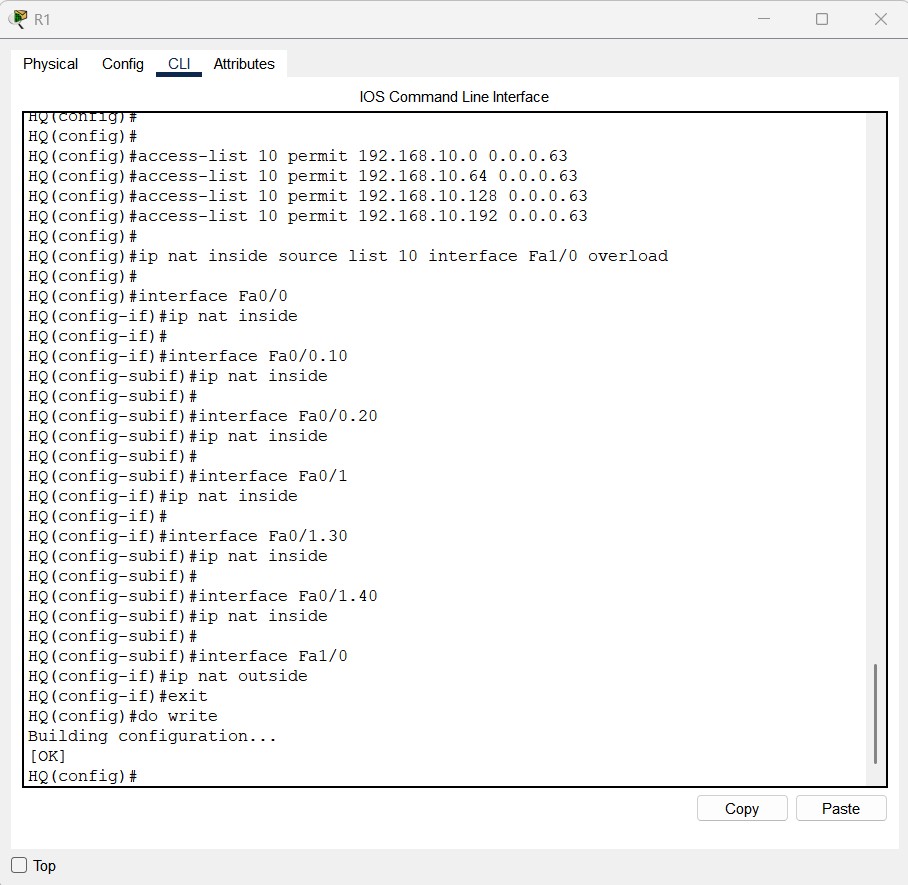 R1
Physical Config CLI Attributes
IOS Command Line Interface
HQ(config)#
HQ(config)#
HQ(config)#access-list 10 permit 192.168.10.0 0.0.0.63
HQ(config)#access-list 10 permit 192.168.10.64 0.0.0.63
HQ(config)#access-list 10 permit 192.168.10.128 0.0.0.63
HQ(config)#access-list 10 permit 192.168.10.192 0.0.0.63
HQ(config)#
HQ(config)#ip nat inside source list 10 interface Fa1/0 overload
HQ(config)#
HQ(config)#interface Fa0/0
HQ(config-if)#ip nat inside
HQ(config-if)#
HQ(config-if)#interface Fa0/0.10
HQ(config-subif)#ip nat inside
HQ(config-subif)#
HQ(config-subif)#interface Fa0/0.20
HQ(config-subif)#ip nat inside
HQ(config-subif)#
HQ(config-subif)#interface Fa0/1
HQ(config-if)#ip nat inside
HQ(config-if)#
HQ(config-if)#interface Fa0/1.30
HQ(config-subif)#ip nat inside
HQ(config-subif)#
HQ(config-subif)#interface Fa0/1.40
HQ(config-subif)#ip nat inside
HQ(config-subif)#
HQ(config-subif)#interface Fa1/0
HQ(config-if)#ip nat outside
HQ(config-if)#exit
HQ(config)#do write
Building configuration...
[OK]
HQ(config)#
Copy Paste
Top